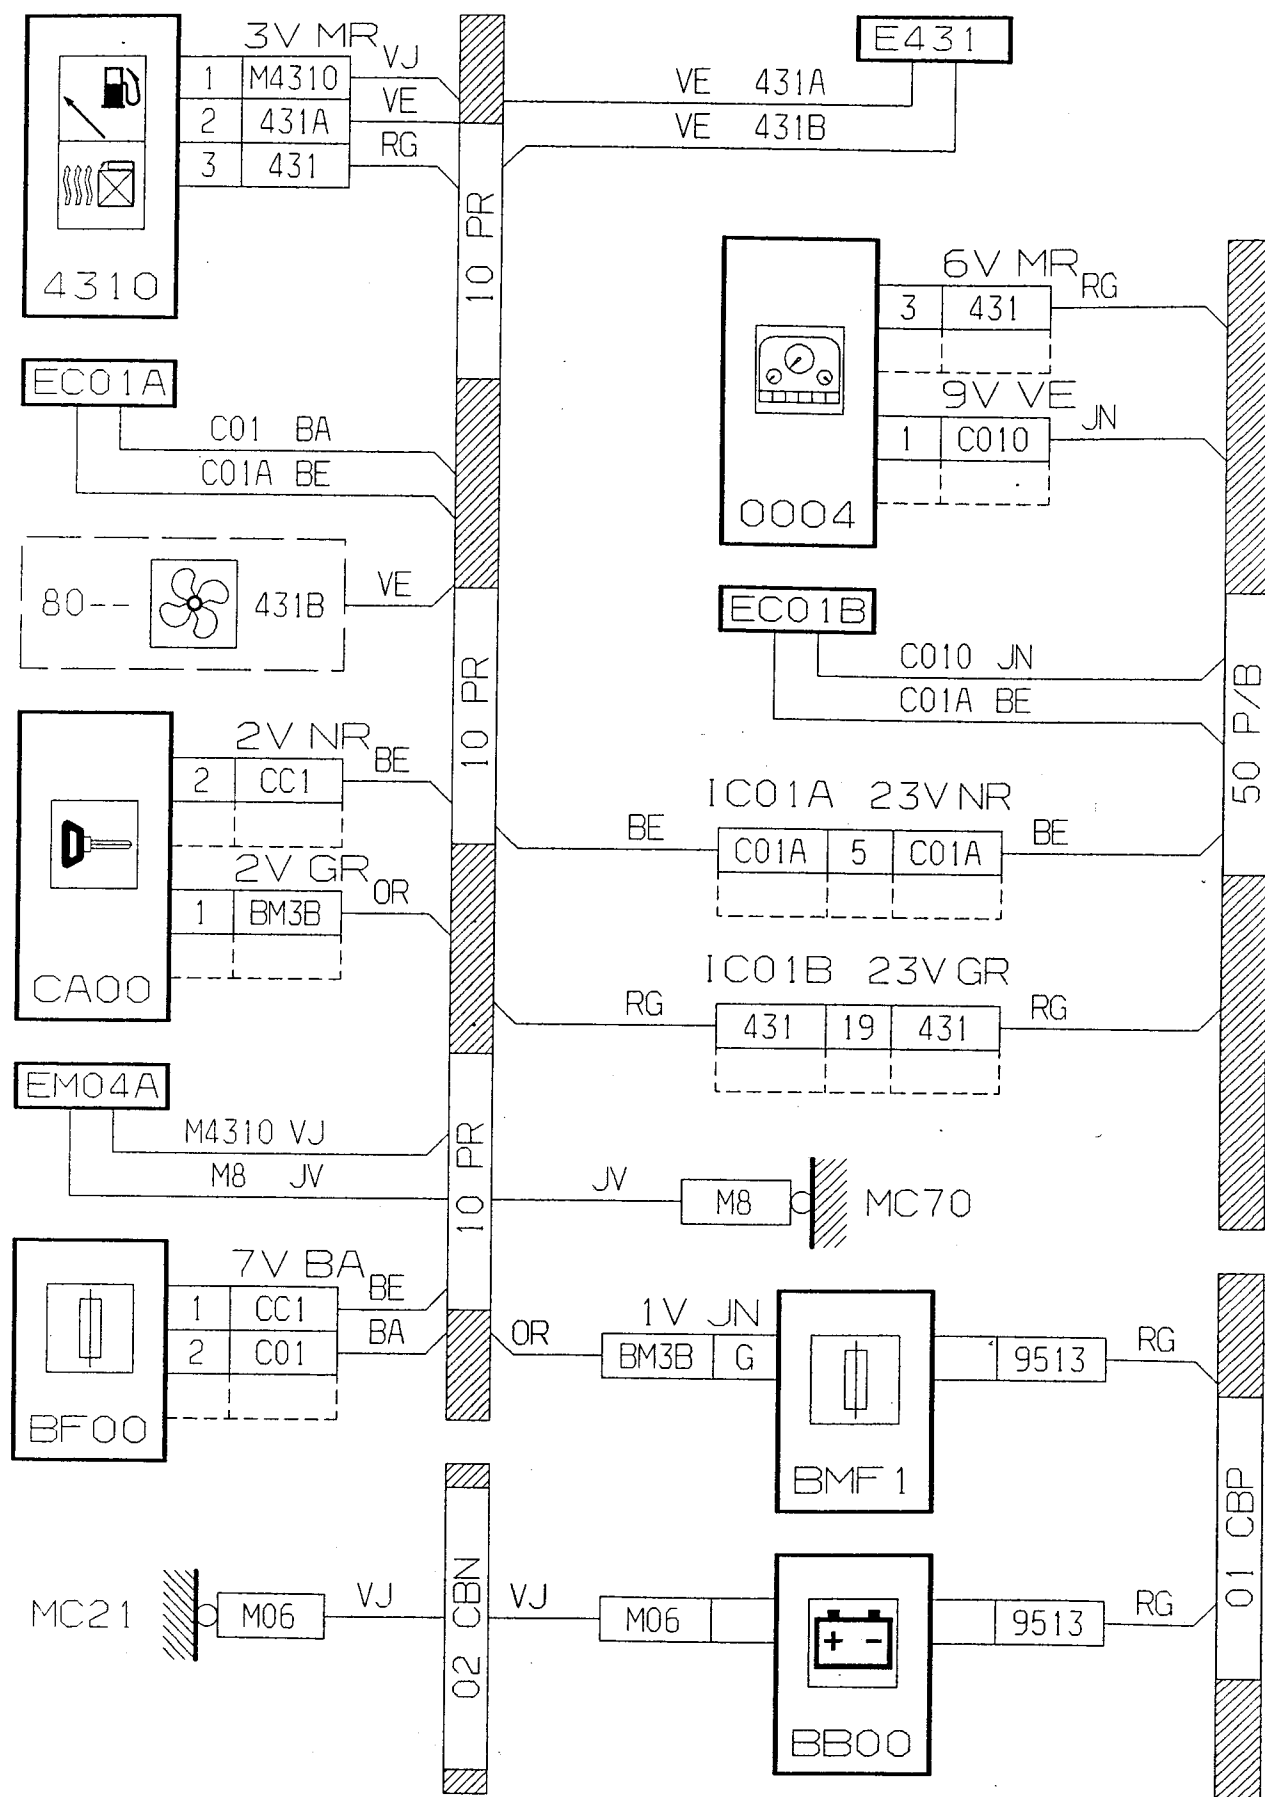 3V MR
VJ
1 M4310
VE
2 431A
RG
3 431
4310
10 PR
E431
VE 431A
VE 431B
6V MR
RG
3 431
9V VE
JN
1 C010
0004
EC01A
C01 BA
C01A BE
80-- 431B
VE
10 PR
EC01B
C010 JN
C01A BE
50 P/B
2V NR
BE
2 CC1
2V GR
OR
1 BM3B
CA00
IC01A 23V NR
BE
C01A 5 C01A
BE
IC01B 23V GR
RG
431 19 431
RG
EM04A
M4310 VJ
M8 JV
10 PR
JV
M8
MC70
7V BA
BE
1 CC1
BA
2 C01
BF00
OR
1V JN
BM3B G
9513
RG
BMF1
01 CBP
MC21
M06
VJ
02 CBN
VJ
M06
+ -
9513
RG
BB00